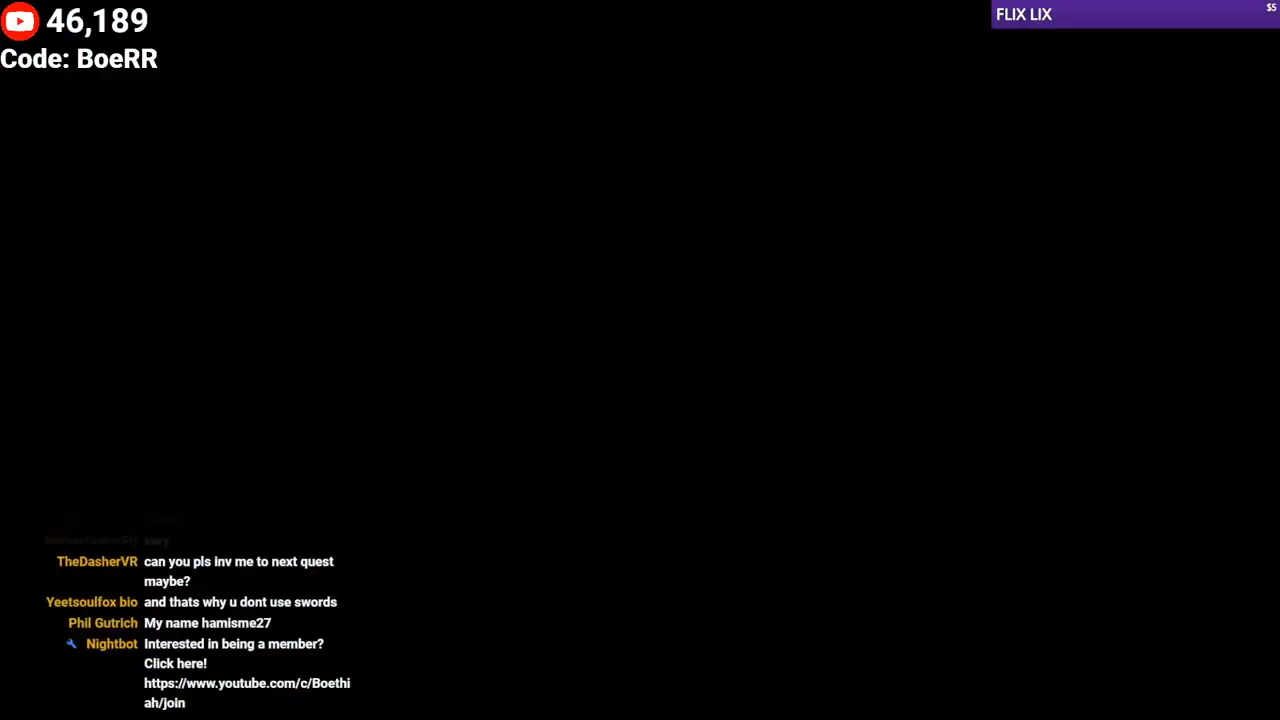 46,189
Code: BoeRR
FLIX LIX
$5
TheDasherVR can you pls inv me to next quest
maybe?
Yeetsoulfox bio and thats why u dont use swords
Phil Gutrich My name hamisme27
Nightbot Interested in being a member?
Click here!
https://www.youtube.com/c/Boethi
ah/join